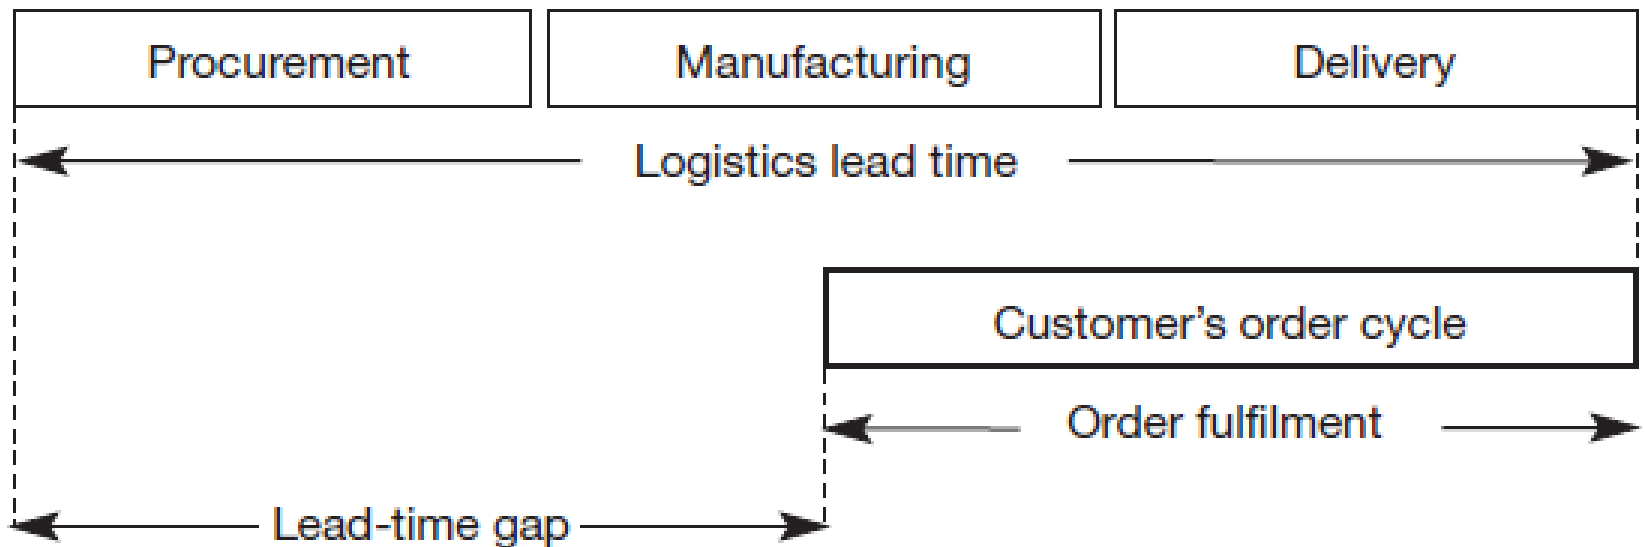 Procurement
Manufacturing
Delivery
Logistics lead time
Customer’s order cycle
Order fulfilment
Lead-time gap